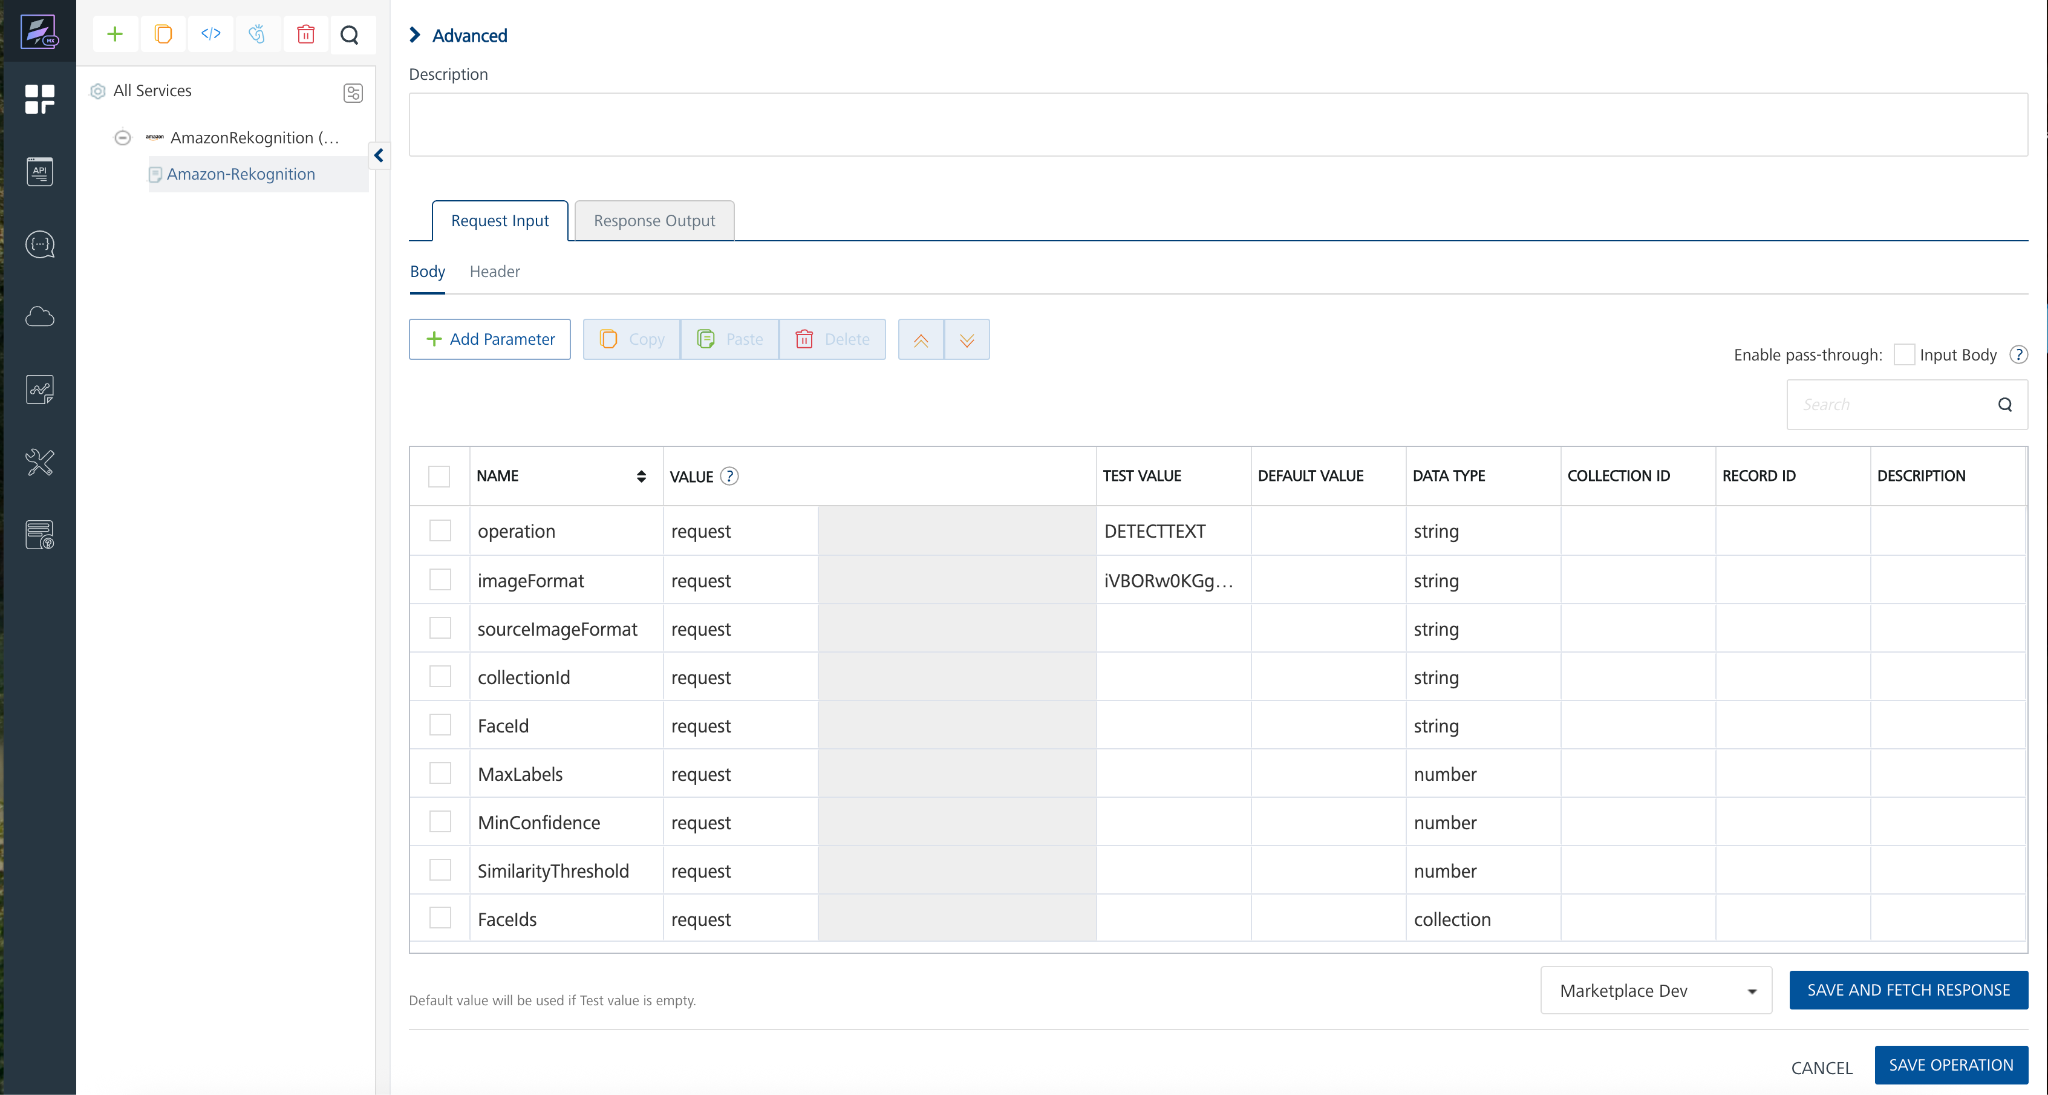 All Services
amazon AmazonRekognition (...
Amazon-Rekognition
API
Advanced
Description
Request Input Response Output
Body Header
Add Parameter Copy Paste Delete
Enable pass-through: Input Body ?
Search
NAME VALUE ? TEST VALUE DEFAULT VALUE DATA TYPE COLLECTION ID RECORD ID DESCRIPTION
operation request DETECTTEXT string
imageFormat request iVBORw0KGg... string
sourceImageFormat request string
collectionId request string
FaceId request string
MaxLabels request number
MinConfidence request number
SimilarityThreshold request number
FaceIds request collection
Default value will be used if Test value is empty.
Marketplace Dev SAVE AND FETCH RESPONSE
CANCEL SAVE OPERATION